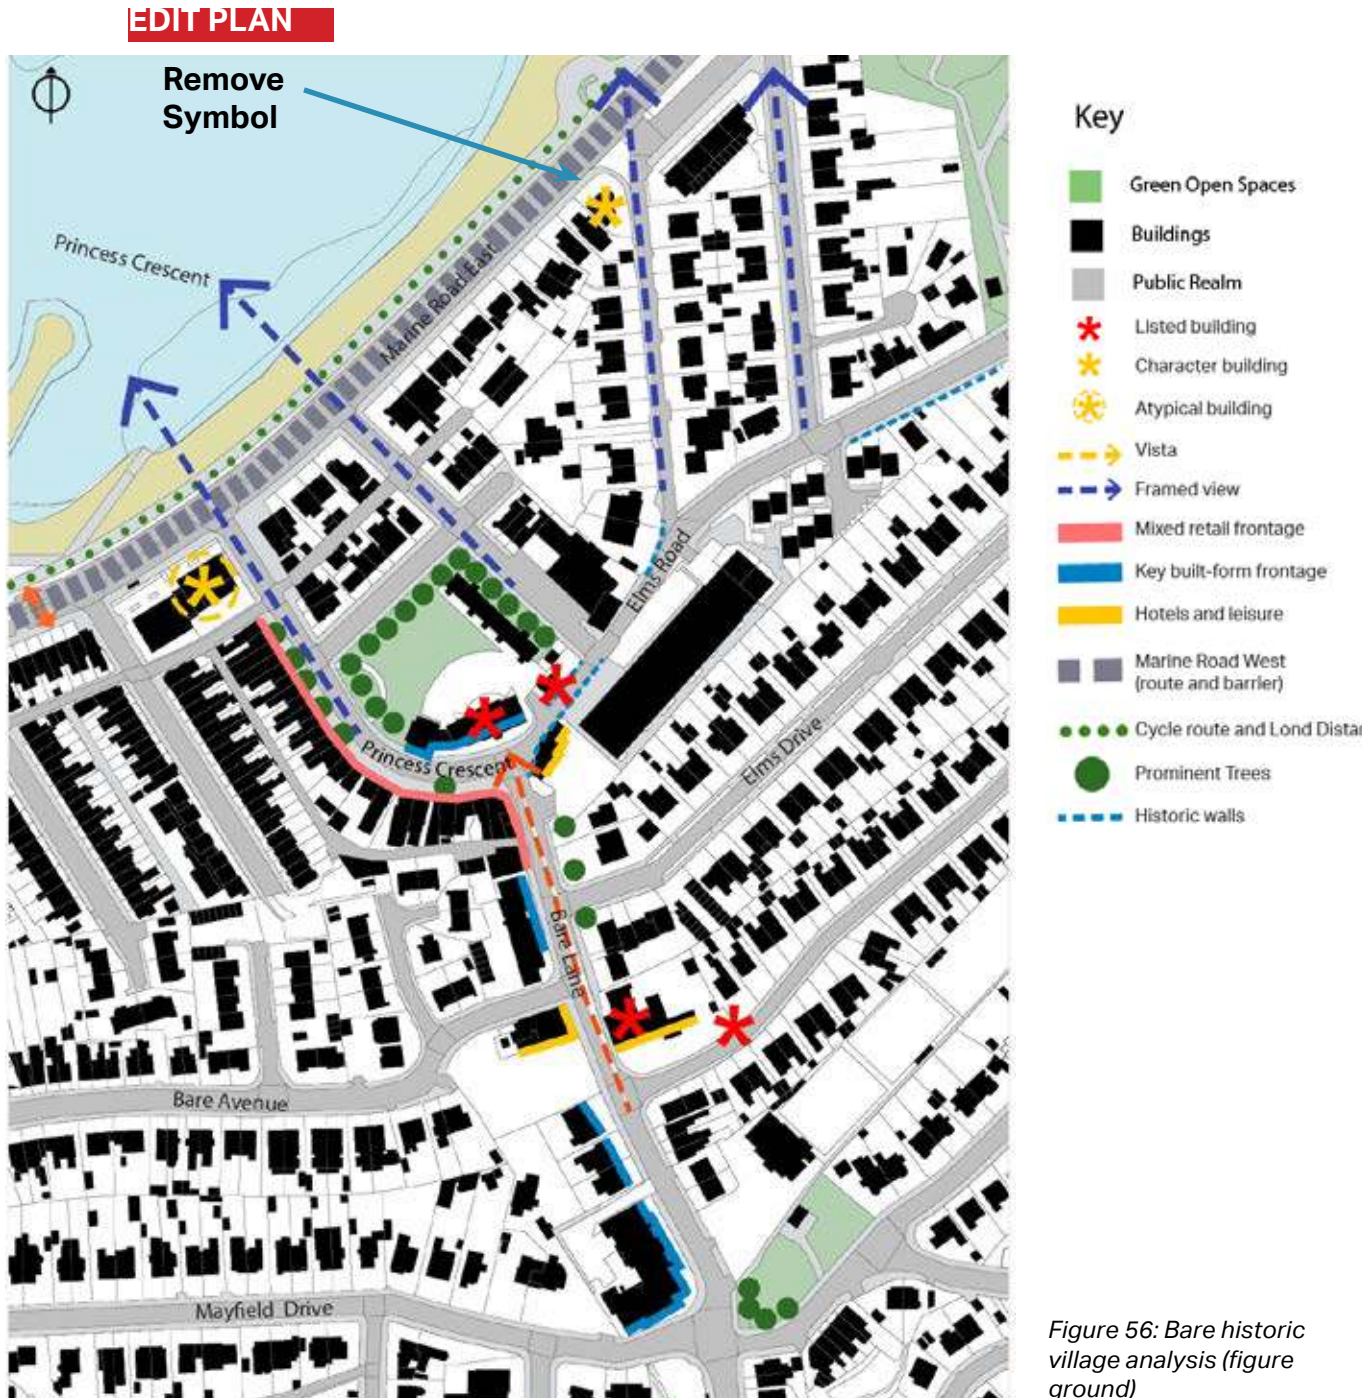 EDIT PLAN
Remove
Symbol
Princess Crescent
Marine Road East
Elms Road
Princess Crescent
Elms Drive
Bare Lane
Bare Avenue
Mayfield Drive
Key
Green Open Spaces
Buildings
Public Realm
Listed building
Character building
Atypical building
Vista
Framed view
Mixed retail frontage
Key built-form frontage
Hotels and leisure
Marine Road West
(route and barrier)
Cycle route and Lond Distan
Prominent Trees
Historic walls
Figure 56: Bare historic
village analysis (figure
ground)